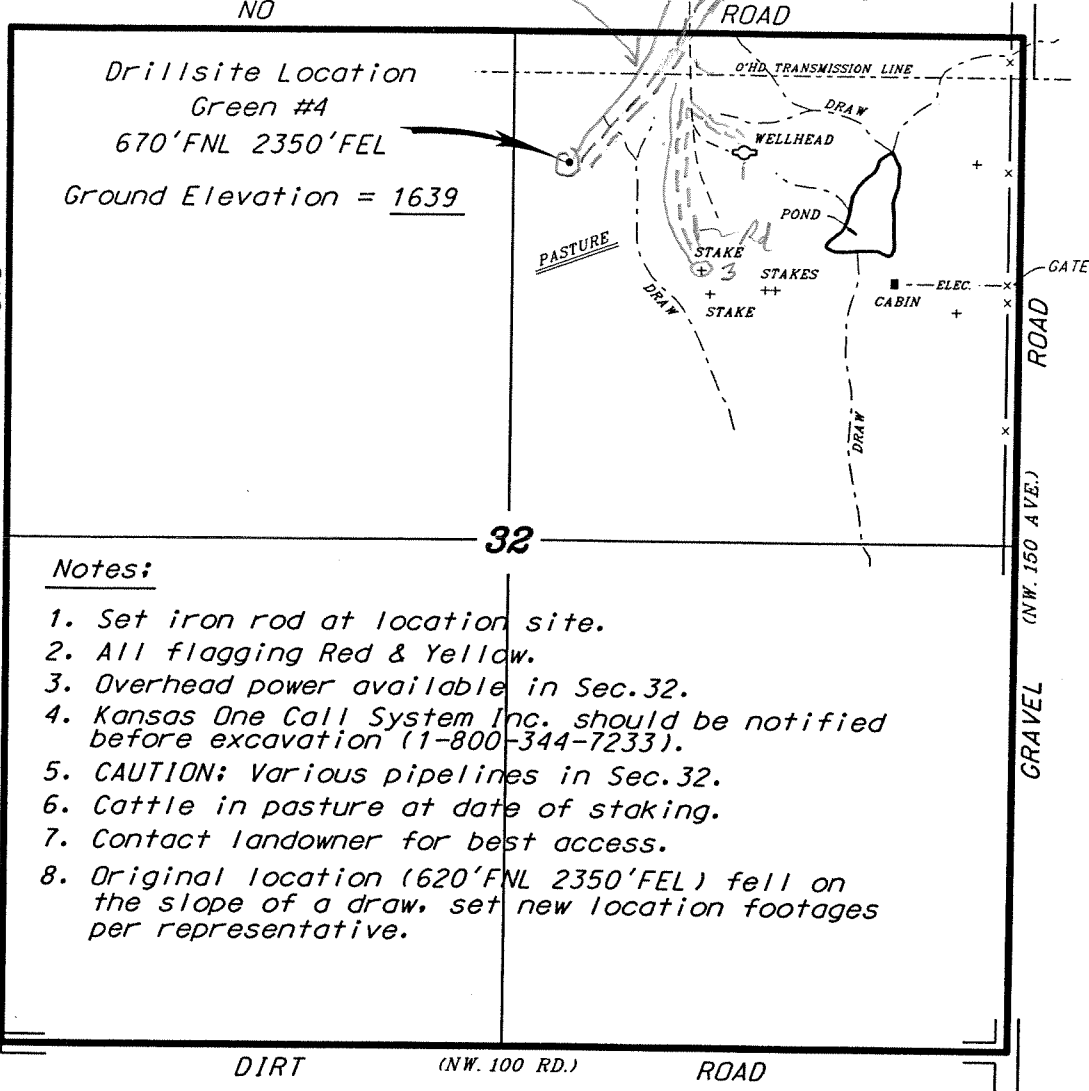 NO ROAD
Drillsite Location
Green #4
670'FNL 2350'FEL
Ground Elevation = 1639
O'HD TRANSMISSION LINE
DRAW
WELLHEAD
POND
PASTURE
Rd
STAKE
3
STAKES
STAKE
DRAW
CABIN
ELEC.
GATE
ROAD
DRAW
32
(NW. 150 AVE.)
GRAVEL
Notes:
1. Set iron rod at location site.
2. All flagging Red & Yellow.
3. Overhead power available in Sec.32.
4. Kansas One Call System Inc. should be notified
before excavation (1-800-344-7233).
5. CAUTION: Various pipelines in Sec.32.
6. Cattle in pasture at date of staking.
7. Contact landowner for best access.
8. Original location (620'FNL 2350'FEL) fell on
the slope of a draw. set new location footages
per representative.
DIRT (NW. 100 RD.) ROAD